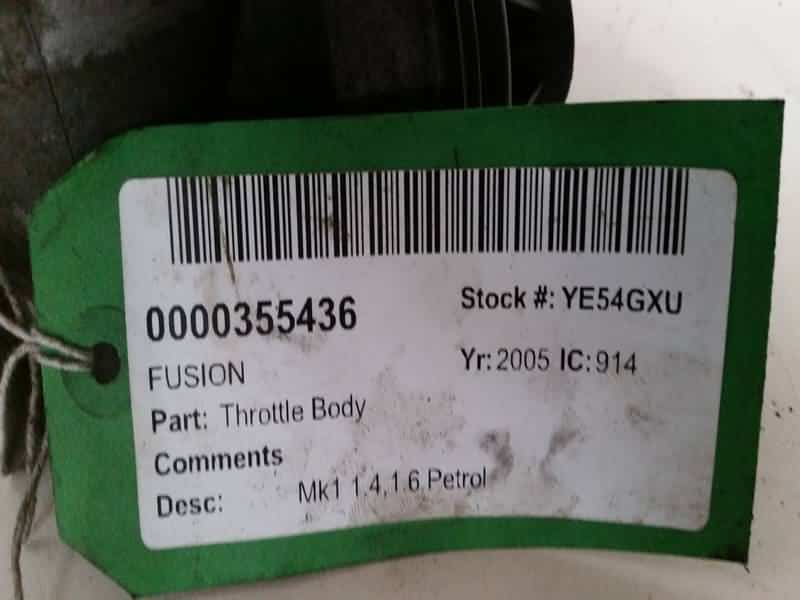 0000355436 Stock #: YE54GXU
FUSION Yr: 2005 IC: 914
Part: Throttle Body
Comments
Desc: Mk1 1.4,1.6 Petrol